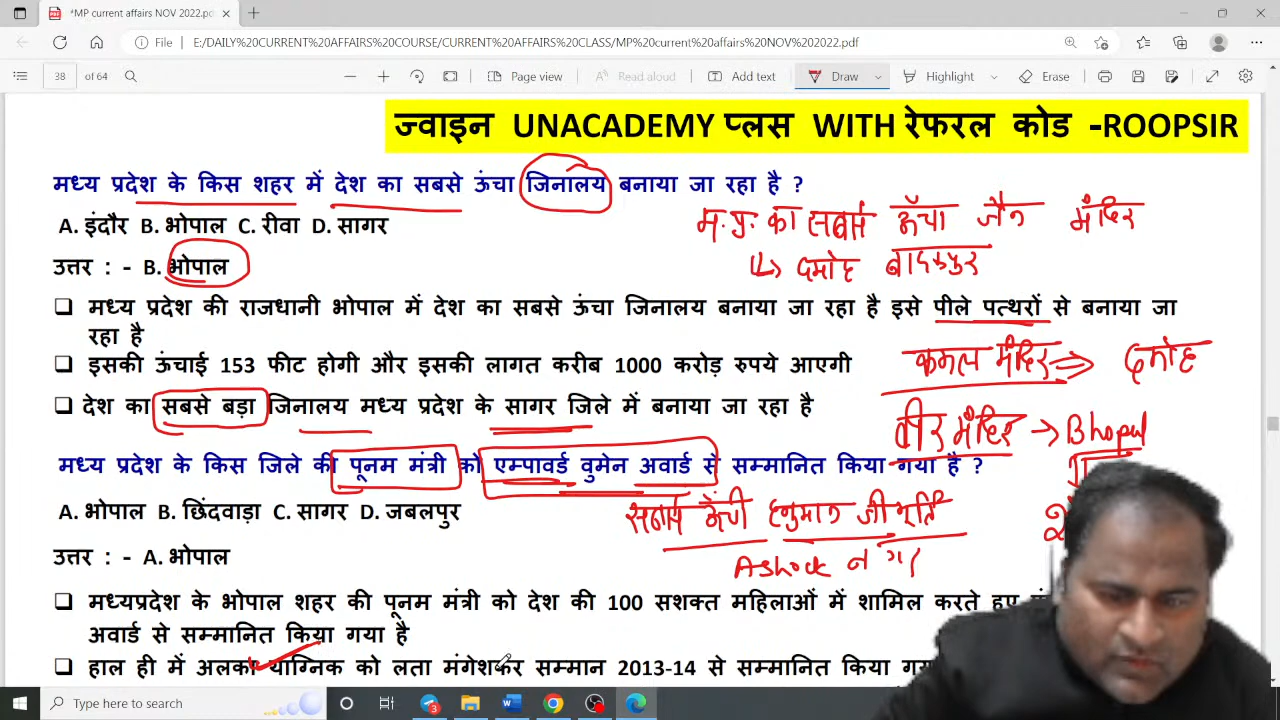 *MP current affairs NOV 2022.pd
File E:/DAILY%20CURRENT%20AFFAIRS%20COURSE/CURRENT%20AFFAIRS%20CLASS/MP%20current%20affairs%20NOV%202022.pdf
38 of 64 Page view Read aloud Add text Draw Highlight Erase
ज्वाइन UNACADEMY प्लस WITH रेफरल कोड -ROOPSIR
मध्य प्रदेश के किस शहर में देश का सबसे ऊंचा जिनालय बनाया जा रहा है ?
म.प्र. का सबसे ऊँचा जैन मंदिर
A. इंदौर B. भोपाल C. रीवा D. सागर
दमोह
उत्तर : - B. भोपाल
मध्य प्रदेश की राजधानी भोपाल में देश का सबसे ऊंचा जिनालय बनाया जा रहा है इसे पीले पत्थरों से बनाया जा
रहा है
कमल मंदिर दमोह
इसकी ऊंचाई 153 फीट होगी और इसकी लागत करीब 1000 करोड़ रुपये आएगी
देश का सबसे बड़ा जिनालय मध्य प्रदेश के सागर जिले में बनाया जा रहा है
वीर मंदिर → Bhopal
मध्य प्रदेश के किस जिले की पूनम मंत्री को एम्पावर्ड वुमेन अवार्ड से सम्मानित किया गया है ?
A. भोपाल B. छिंदवाड़ा C. सागर D. जबलपुर
सबसे ऊँची हनुमान जी मूर्ति
उत्तर : - A. भोपाल
Ashock न
मध्यप्रदेश के भोपाल शहर की पूनम मंत्री को देश की 100 सशक्त महिलाओं में शामिल करते हुए
अवार्ड से सम्मानित किया गया है
हाल ही में अलका याग्निक को लता मंगेशकर सम्मान 2013-14 से सम्मानित किया
Type here to search
3